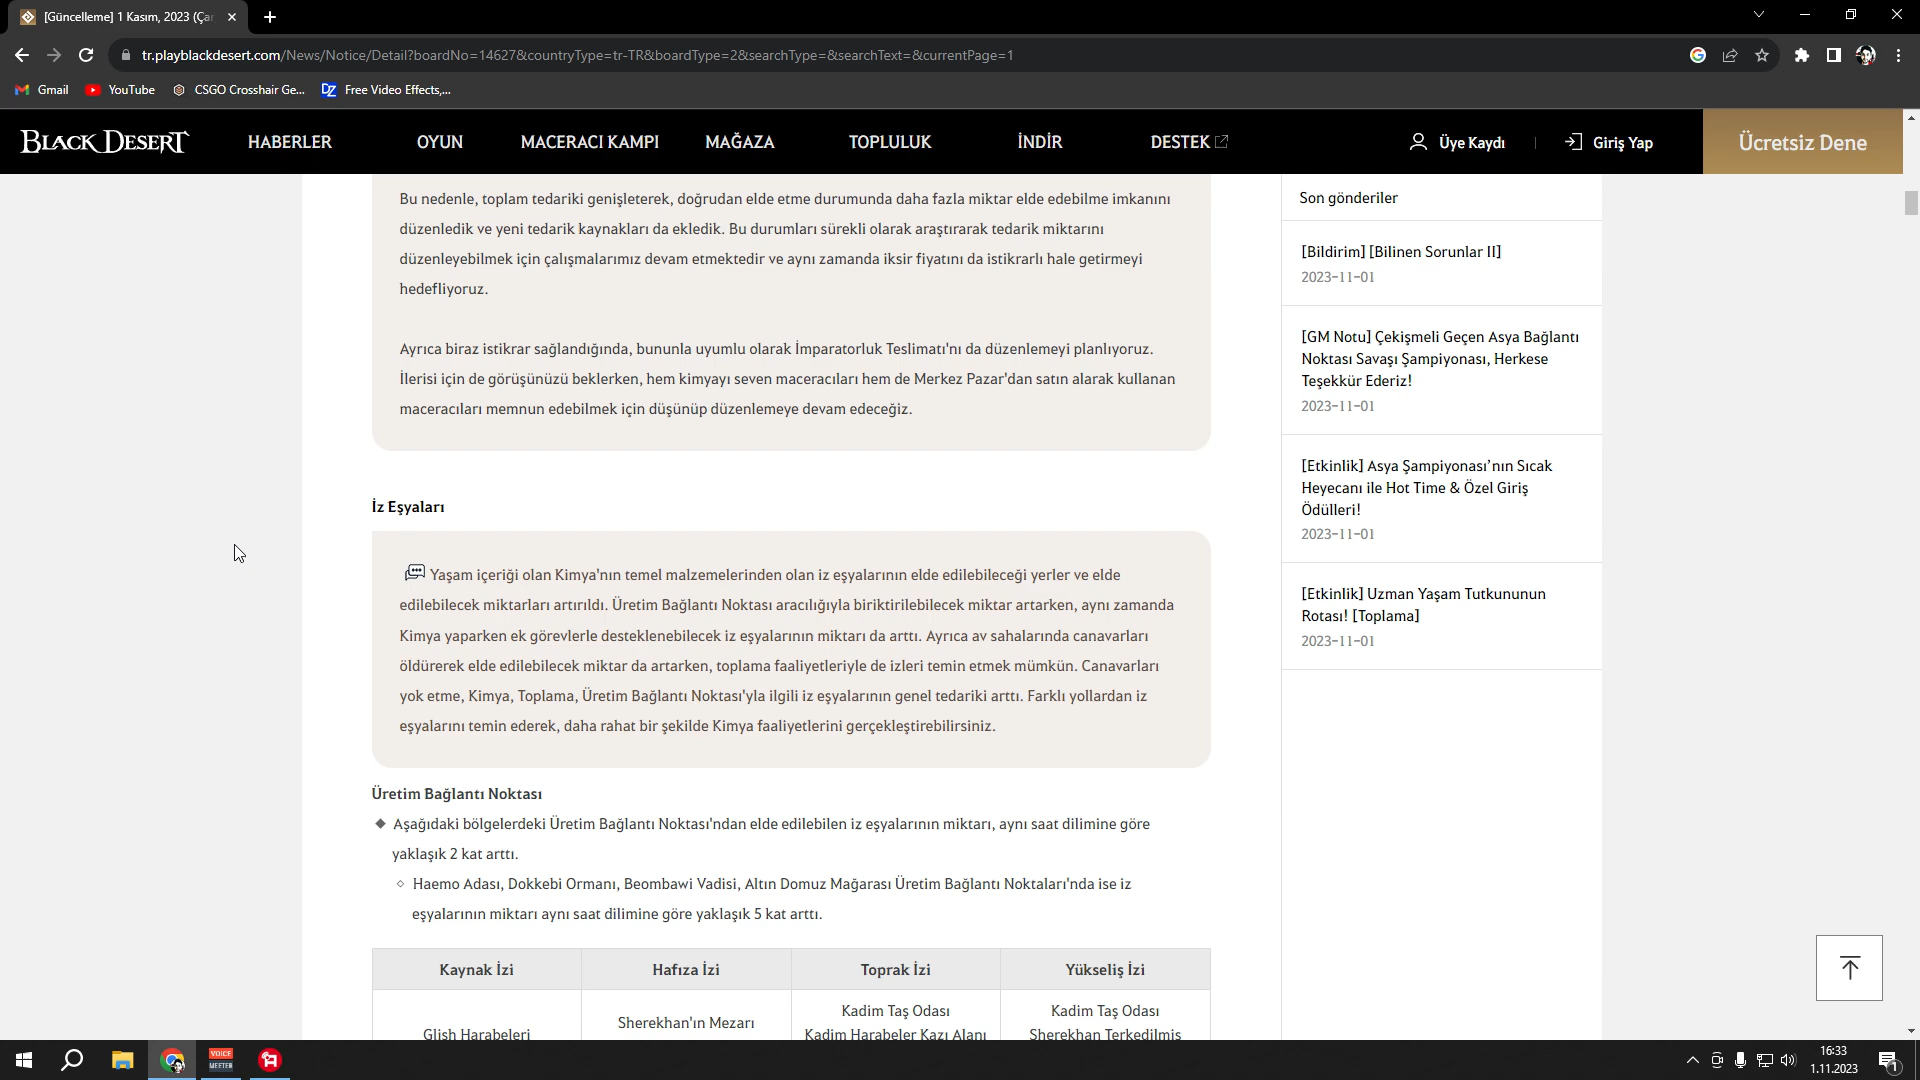 [Güncelleme] 1 Kasım, 2023 (Çar
tr.playblackdesert.com/News/Notice/Detail?boardNo=14627&countryType=tr-TR&boardType=2&searchType=&searchText=&currentPage=1
Gmail
YouTube
CSGO Crosshair Ge...
DZ
Free Video Effects,...
BLACK DESERT
HABERLER
OYUN
MACERACI KAMPI
MAĞAZA
TOPLULUK
İNDİR
DESTEK
Üye Kaydı
Giriş Yap
Ücretsiz Dene
Bu nedenle, toplam tedariki genişleterek, doğrudan elde etme durumunda daha fazla miktar elde edebilme imkanını
düzenledik ve yeni tedarik kaynakları da ekledik. Bu durumları sürekli olarak araştırarak tedarik miktarını
düzenleyebilmek için çalışmalarımız devam etmektedir ve aynı zamanda iksir fiyatını da istikrarlı hale getirmeyi
hedefliyoruz.
Ayrıca biraz istikrar sağlandığında, bununla uyumlu olarak İmparatorluk Teslimatı'nı da düzenlemeyi planlıyoruz.
İlerisi için de görüşünüzü beklerken, hem kimyayı seven maceracıları hem de Merkez Pazar'dan satın alarak kullanan
maceracıları memnun edebilmek için düşünüp düzenlemeye devam edeceğiz.
İz Eşyaları
Yaşam içeriği olan Kimya'nın temel malzemelerinden olan iz eşyalarının elde edilebileceği yerler ve elde
edilebilecek miktarları artırıldı. Üretim Bağlantı Noktası aracılığıyla biriktirilebilecek miktar artarken, aynı zamanda
Kimya yaparken ek görevlerle desteklenebilecek iz eşyalarının miktarı da arttı. Ayrıca av sahalarında canavarları
öldürerek elde edilebilecek miktar da artarken, toplama faaliyetleriyle de izleri temin etmek mümkün. Canavarları
yok etme, Kimya, Toplama, Üretim Bağlantı Noktası'yla ilgili iz eşyalarının genel tedariki arttı. Farklı yollardan iz
eşyalarını temin ederek, daha rahat bir şekilde Kimya faaliyetlerini gerçekleştirebilirsiniz.
Üretim Bağlantı Noktası
Aşağıdaki bölgelerdeki Üretim Bağlantı Noktası'ndan elde edilebilen iz eşyalarının miktarı, aynı saat dilimine göre
yaklaşık 2 kat arttı.
Haemo Adası, Dokkebi Ormanı, Beombawi Vadisi, Altın Domuz Mağarası Üretim Bağlantı Noktaları'nda ise iz
eşyalarının miktarı aynı saat dilimine göre yaklaşık 5 kat arttı.
Kaynak İzi
Hafıza İzi
Toprak İzi
Yükseliş İzi
Glish Harabeleri
Sherekhan'ın Mezarı
Kadim Taş Odası
Kadim Harabeler Kazı Alanı
Kadim Taş Odası
Sherekhan Terkedilmiş
Son gönderiler
[Bildirim] [Bilinen Sorunlar II]
2023-11-01
[GM Notu] Çekişmeli Geçen Asya Bağlantı
Noktası Savaşı Şampiyonası, Herkese
Teşekkür Ederiz!
2023-11-01
[Etkinlik] Asya Şampiyonası’nın Sıcak
Heyecanı ile Hot Time & Özel Giriş
Ödülleri!
2023-11-01
[Etkinlik] Uzman Yaşam Tutkununun
Rotası! [Toplama]
2023-11-01
VOICE
MEETER
16:33
1.11.2023
1